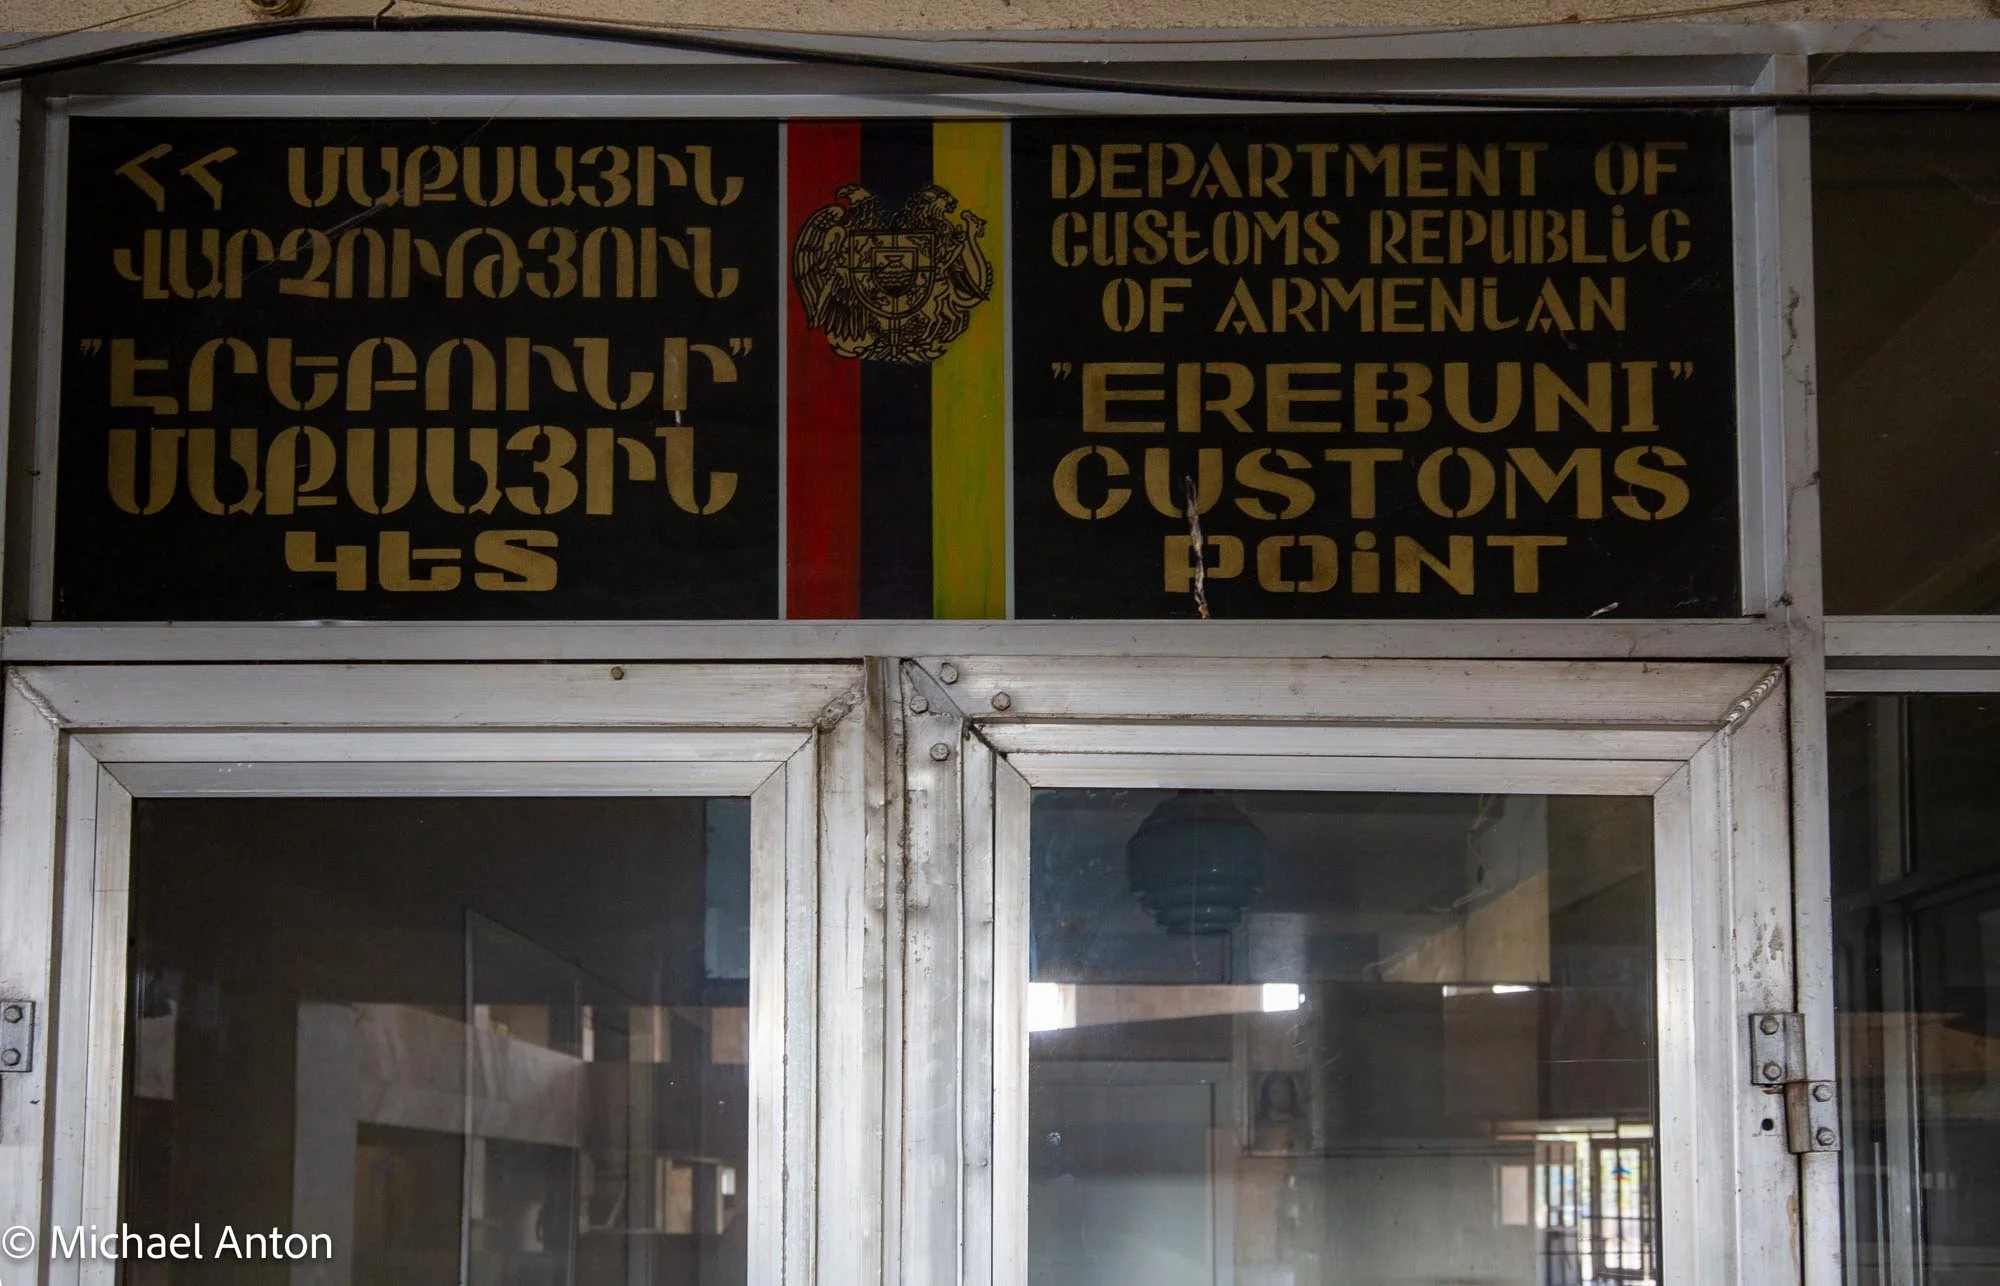 ՀՀ ՄԱՔՍԱՅԻՆ
ՎԱՐՉՈՒԹՅՈՒՆ
"ԷՐԵԲՈՒՆԻ"
ՄԱՔՍԱՅԻՆ
ԿԵՏ
DEPARTMENT OF
CUSTOMS REPUBLIC
OF ARMENIAN
"EREBUNI"
CUSTOMS
POINT
© Michael Anton